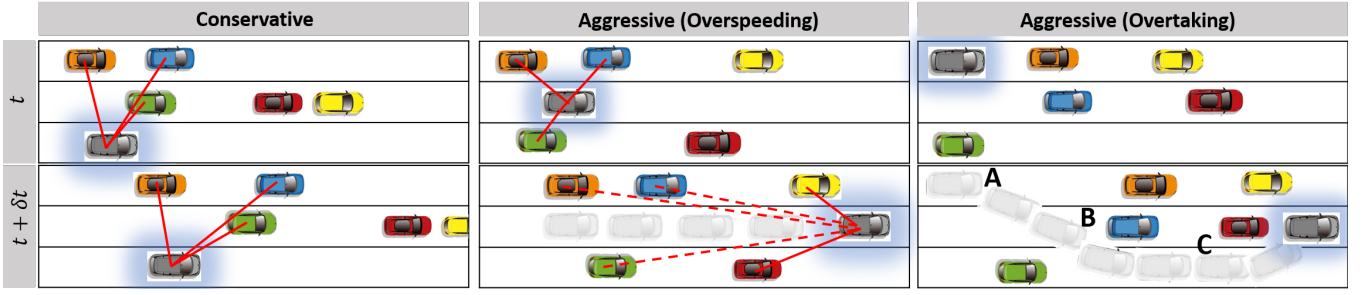 Conservative
Aggressive (Overspeeding)
Aggressive (Overtaking)
t
t + δt
A
B
C